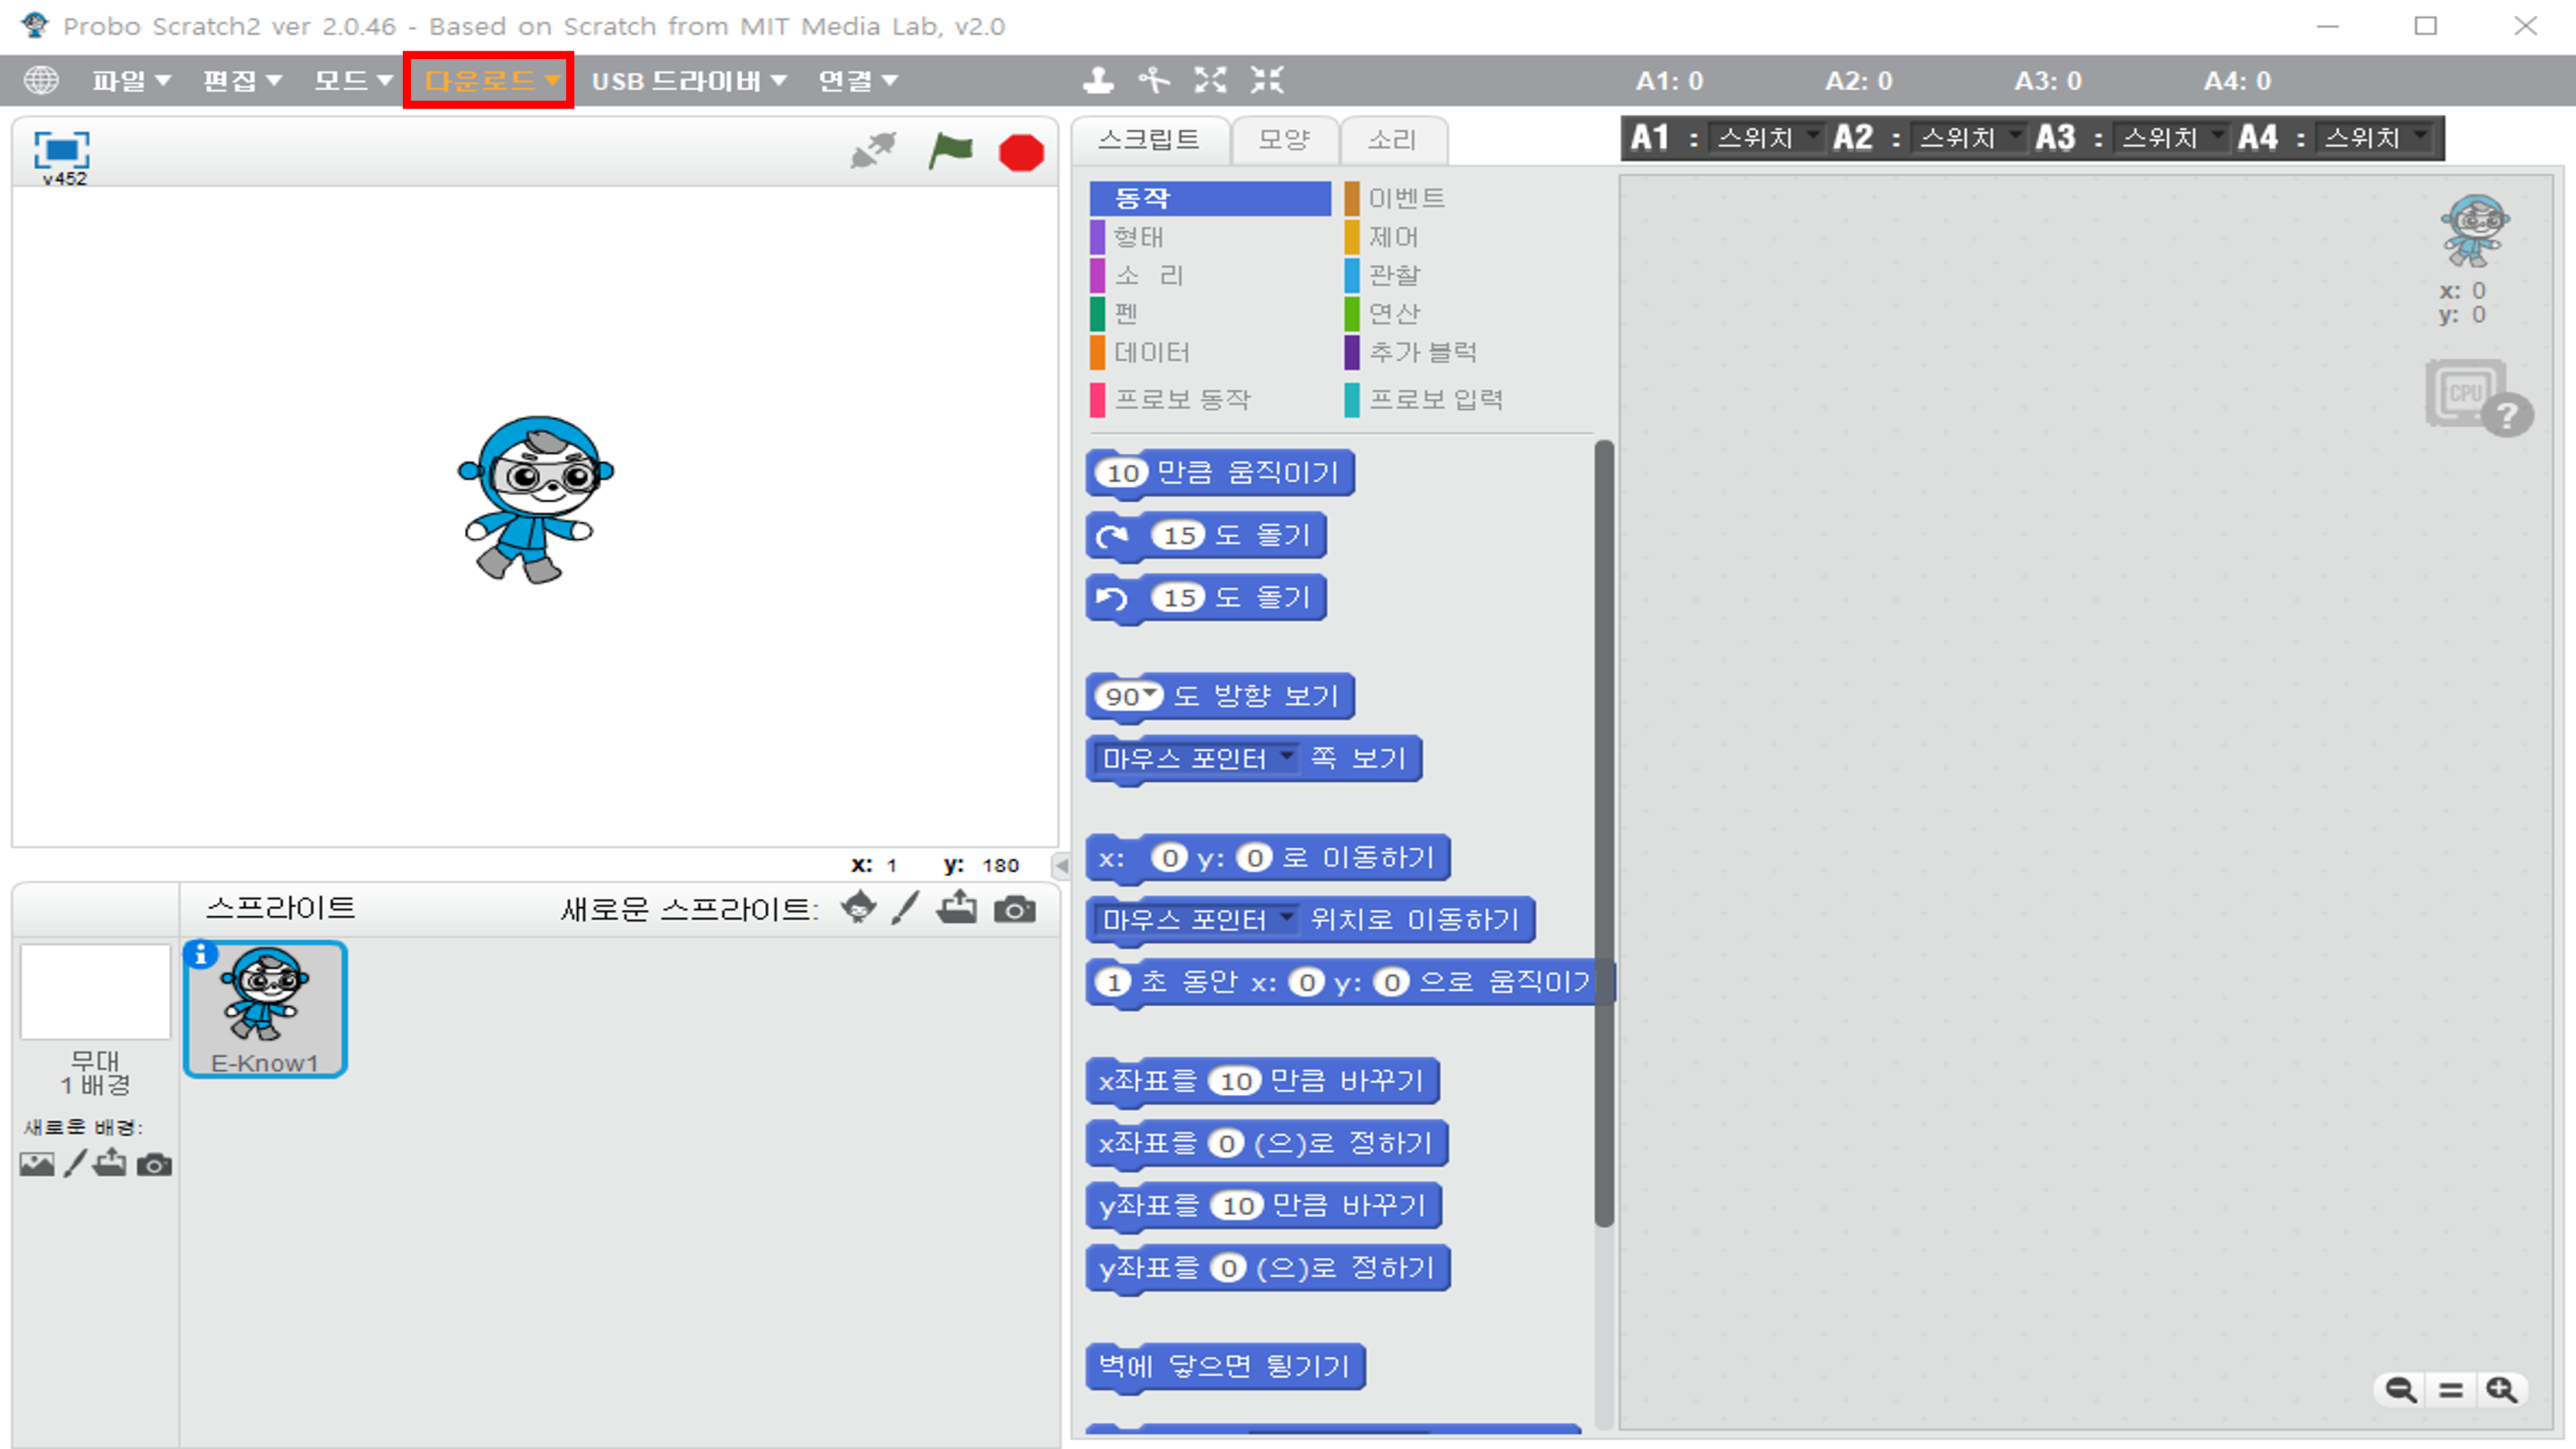 Probo Scratch2 ver 2.0.46 - Based on Scratch from MIT Media Lab, v2.0
파일 편집 모드 다운로드 USB 드라이버 연결 A1: 0 A2: 0 A3: 0 A4: 0
v452
스크립트 모양 소리
A1 : 스위치 A2 : 스위치 A3 : 스위치 A4 : 스위치
동작 이벤트
형태 제어
소 리 관찰
펜 연산
데이터 추가 블럭
프로보 동작 프로보 입력
10 만큼 움직이기
15 도 돌기
15 도 돌기
90 도 방향 보기
마우스 포인터 쪽 보기
x: 0 y: 0 로 이동하기
마우스 포인터 위치로 이동하기
1 초 동안 x: 0 y: 0 으로 움직이기
x좌표를 10 만큼 바꾸기
x좌표를 0 (으)로 정하기
y좌표를 10 만큼 바꾸기
y좌표를 0 (으)로 정하기
벽에 닿으면 튕기기
x: 0
y: 0
CPU ?
x: 1 y: 180
스프라이트 새로운 스프라이트:
E-Know1
무대
1 배경
새로운 배경: